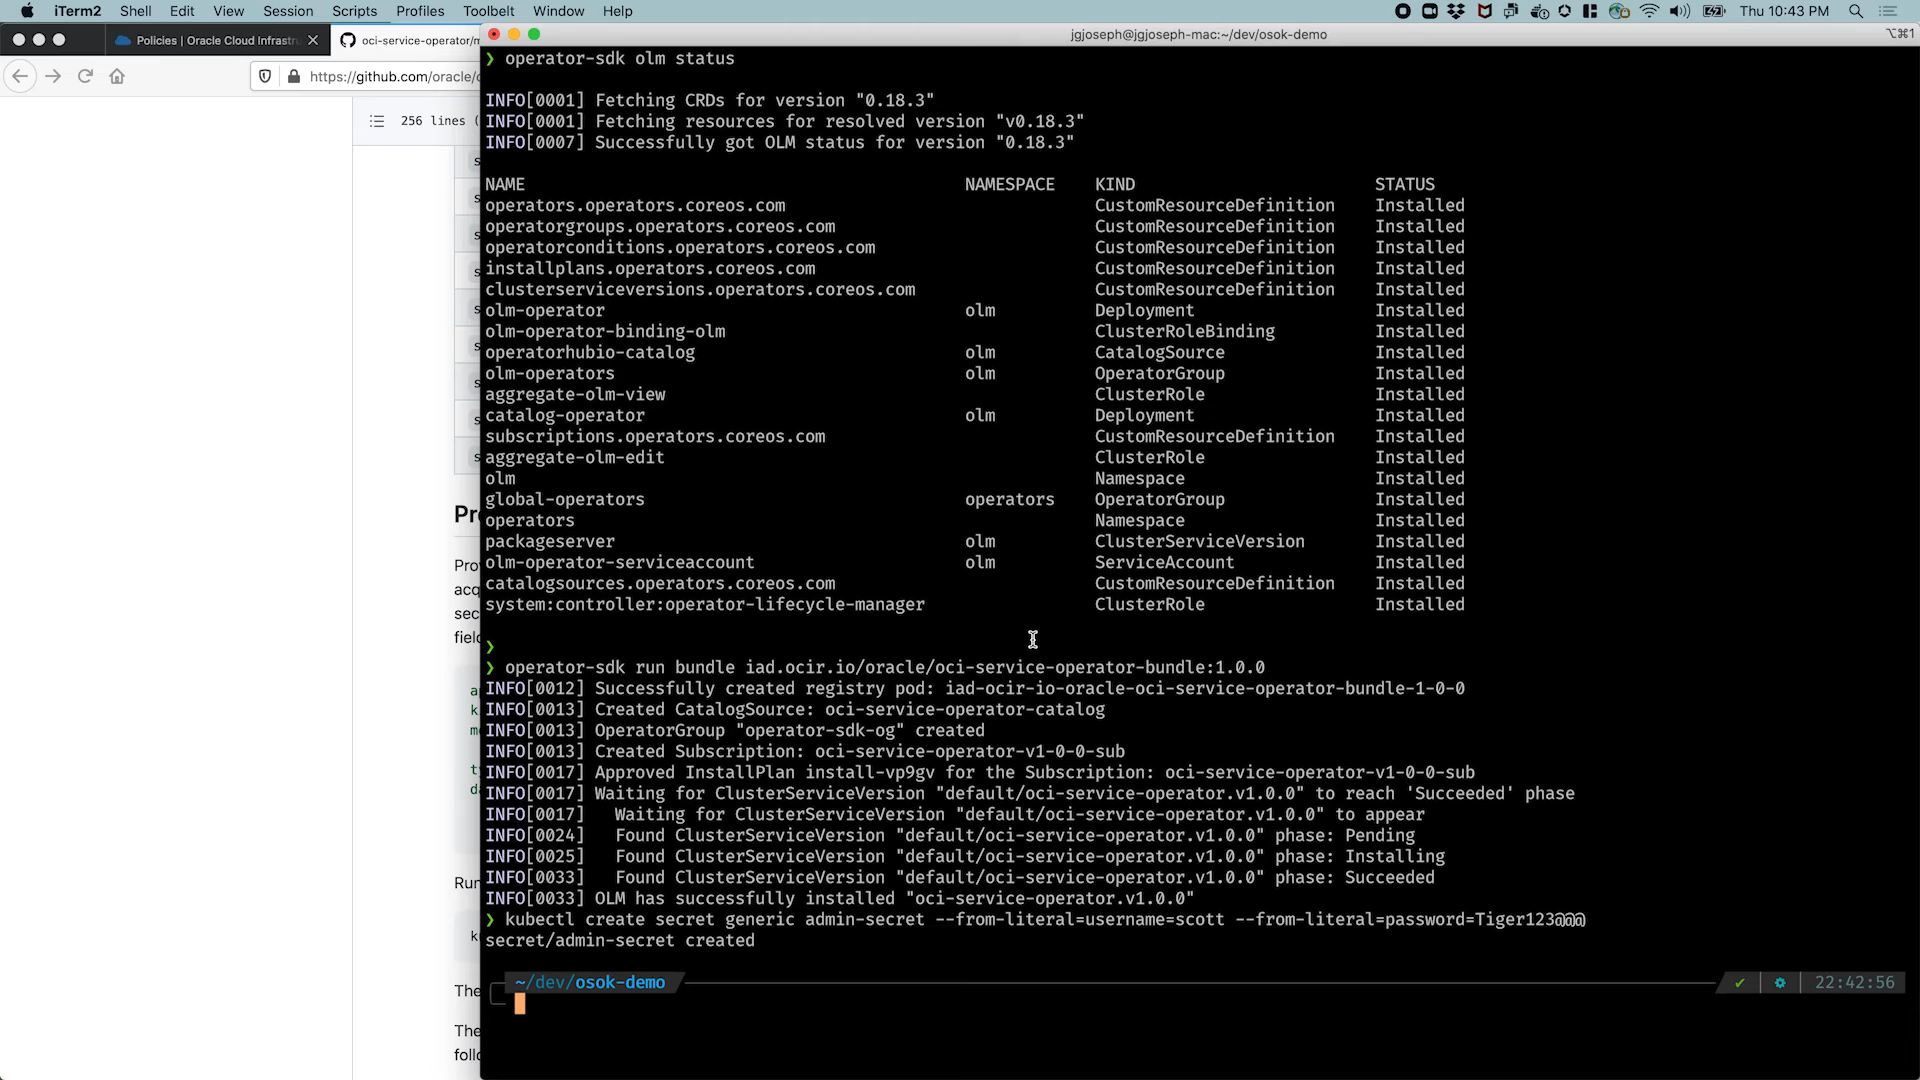 iTerm2 Shell Edit View Session Scripts Profiles Toolbelt Window Help Thu 10:43 PM
Policies | Oracle Cloud Infrastru
oci-service-operator/m
jgjoseph@jgjoseph-mac:~/dev/osok-demo
⌥⌘1
https://github.com/oracle/o
256 lines (
❯ operator-sdk olm status
INFO[0001] Fetching CRDs for version "0.18.3"
INFO[0001] Fetching resources for resolved version "v0.18.3"
INFO[0007] Successfully got OLM status for version "0.18.3"
NAME NAMESPACE KIND STATUS
operators.operators.coreos.com CustomResourceDefinition Installed
operatorgroups.operators.coreos.com CustomResourceDefinition Installed
operatorconditions.operators.coreos.com CustomResourceDefinition Installed
installplans.operators.coreos.com CustomResourceDefinition Installed
clusterserviceversions.operators.coreos.com CustomResourceDefinition Installed
olm-operator olm Deployment Installed
olm-operator-binding-olm ClusterRoleBinding Installed
operatorhubio-catalog olm CatalogSource Installed
olm-operators olm OperatorGroup Installed
aggregate-olm-view ClusterRole Installed
catalog-operator olm Deployment Installed
subscriptions.operators.coreos.com CustomResourceDefinition Installed
aggregate-olm-edit ClusterRole Installed
olm Namespace Installed
global-operators operators OperatorGroup Installed
operators Namespace Installed
packageserver olm ClusterServiceVersion Installed
olm-operator-serviceaccount olm ServiceAccount Installed
catalogsources.operators.coreos.com CustomResourceDefinition Installed
system:controller:operator-lifecycle-manager ClusterRole Installed
❯
❯ operator-sdk run bundle iad.ocir.io/oracle/oci-service-operator-bundle:1.0.0
INFO[0012] Successfully created registry pod: iad-ocir-io-oracle-oci-service-operator-bundle-1-0-0
INFO[0013] Created CatalogSource: oci-service-operator-catalog
INFO[0013] OperatorGroup "operator-sdk-og" created
INFO[0013] Created Subscription: oci-service-operator-v1-0-0-sub
INFO[0017] Approved InstallPlan install-vp9gv for the Subscription: oci-service-operator-v1-0-0-sub
INFO[0017] Waiting for ClusterServiceVersion "default/oci-service-operator.v1.0.0" to reach 'Succeeded' phase
INFO[0017] Waiting for ClusterServiceVersion "default/oci-service-operator.v1.0.0" to appear
INFO[0024] Found ClusterServiceVersion "default/oci-service-operator.v1.0.0" phase: Pending
INFO[0025] Found ClusterServiceVersion "default/oci-service-operator.v1.0.0" phase: Installing
INFO[0033] Found ClusterServiceVersion "default/oci-service-operator.v1.0.0" phase: Succeeded
INFO[0033] OLM has successfully installed "oci-service-operator.v1.0.0"
❯ kubectl create secret generic admin-secret --from-literal=username=scott --from-literal=password=Tiger123@@@
secret/admin-secret created
~/dev/osok-demo ✔ 22:42:56
Pro
acq
sec
Run
The
The